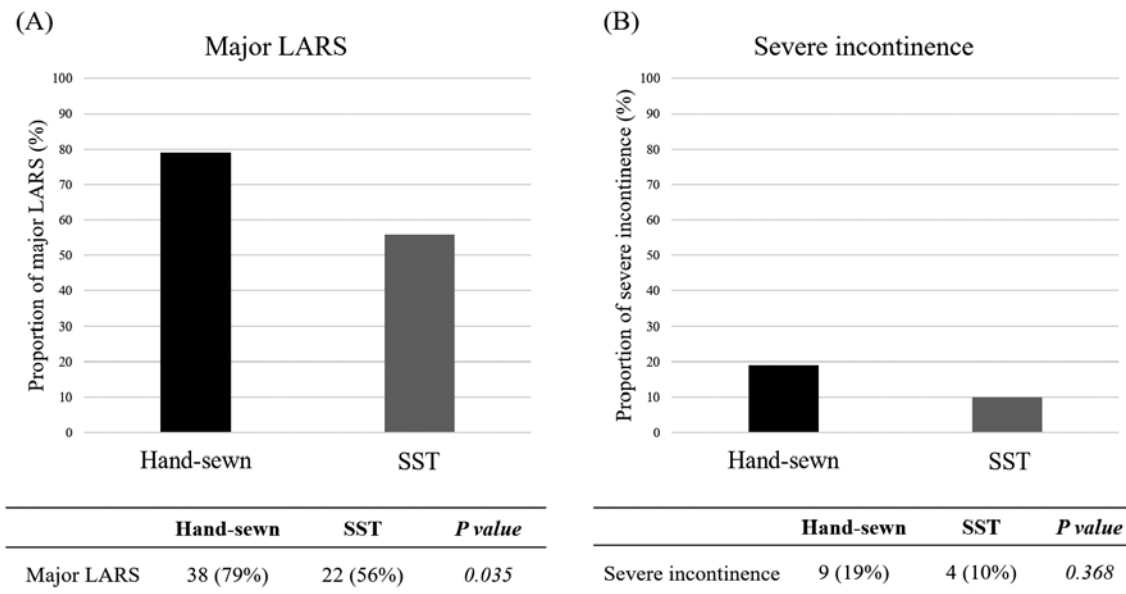 (A)
Major LARS
Proportion of major LARS (%)
100
90
80
70
60
50
40
30
20
10
0
Hand-sewn SST
Hand-sewn SST P value
Major LARS 38 (79%) 22 (56%) 0.035
(B)
Severe incontinence
Proportion of severe incontinence (%)
100
90
80
70
60
50
40
30
20
10
0
Hand-sewn SST
Hand-sewn SST P value
Severe incontinence 9 (19%) 4 (10%) 0.368